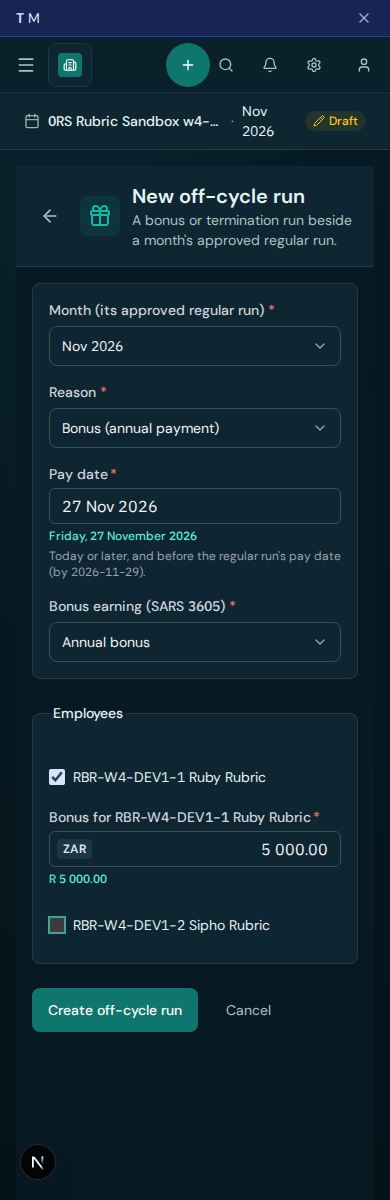 TM
0RS Rubric Sandbox w4-... · Nov 2026
Draft
New off-cycle run
A bonus or termination run beside
a month's approved regular run.
Month (its approved regular run) *
Nov 2026
Reason *
Bonus (annual payment)
Pay date *
27 Nov 2026
Friday, 27 November 2026
Today or later, and before the regular run's pay date
(by 2026-11-29).
Bonus earning (SARS 3605) *
Annual bonus
Employees
RBR-W4-DEV1-1 Ruby Rubric
Bonus for RBR-W4-DEV1-1 Ruby Rubric *
ZAR 5 000.00
R 5 000.00
RBR-W4-DEV1-2 Sipho Rubric
Create off-cycle run
Cancel
N